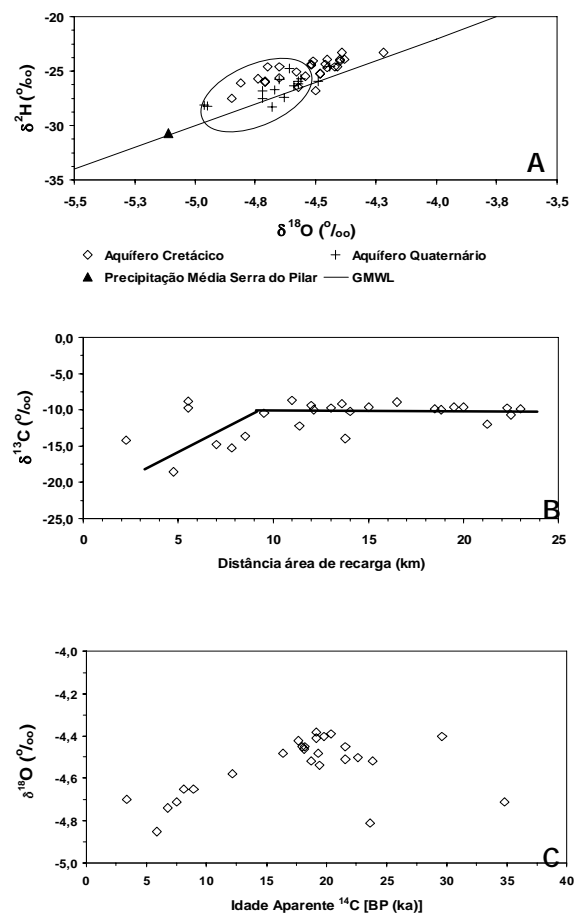 -20
-25
-30
-35
δ²H (º/oo)
-5,5 -5,3 -5,0 -4,8 -4,5 -4,3 -4,0 -3,8 -3,5
A
δ¹⁸O (º/oo)
◇ Aquífero Cretácico + Aquífero Quaternário
▲ Precipitação Média Serra do Pilar — GMWL
0,0
-5,0
-10,0
-15,0
-20,0
-25,0
δ¹³C (º/oo)
B
0 5 10 15 20 25
Distância área de recarga (km)
-4,0
-4,2
-4,4
-4,6
-4,8
-5,0
δ¹⁸O (º/oo)
C
0 5 10 15 20 25 30 35 40
Idade Aparente ¹⁴C [BP (ka)]